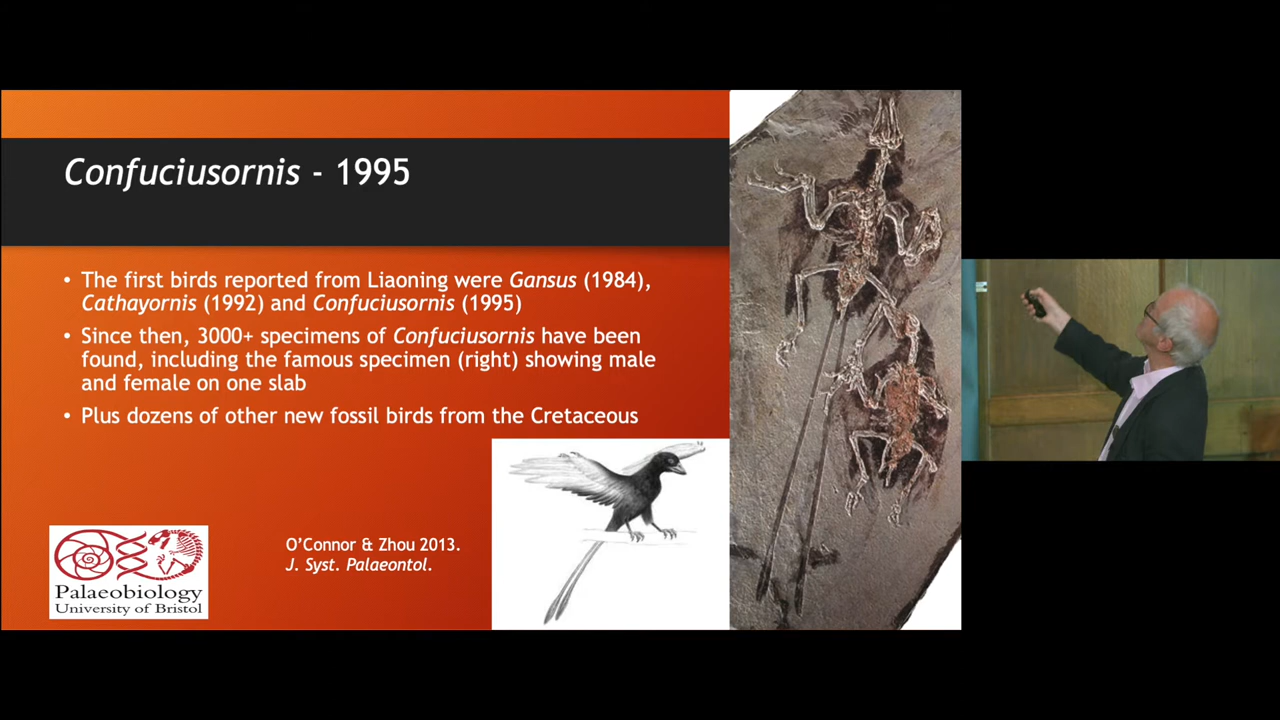 Confuciusornis - 1995
• The first birds reported from Liaoning were Gansus (1984),
Cathayornis (1992) and Confuciusornis (1995)
• Since then, 3000+ specimens of Confuciusornis have been
found, including the famous specimen (right) showing male
and female on one slab
• Plus dozens of other new fossil birds from the Cretaceous
O'Connor & Zhou 2013.
J. Syst. Palaeontol.
Palaeobiology
University of Bristol